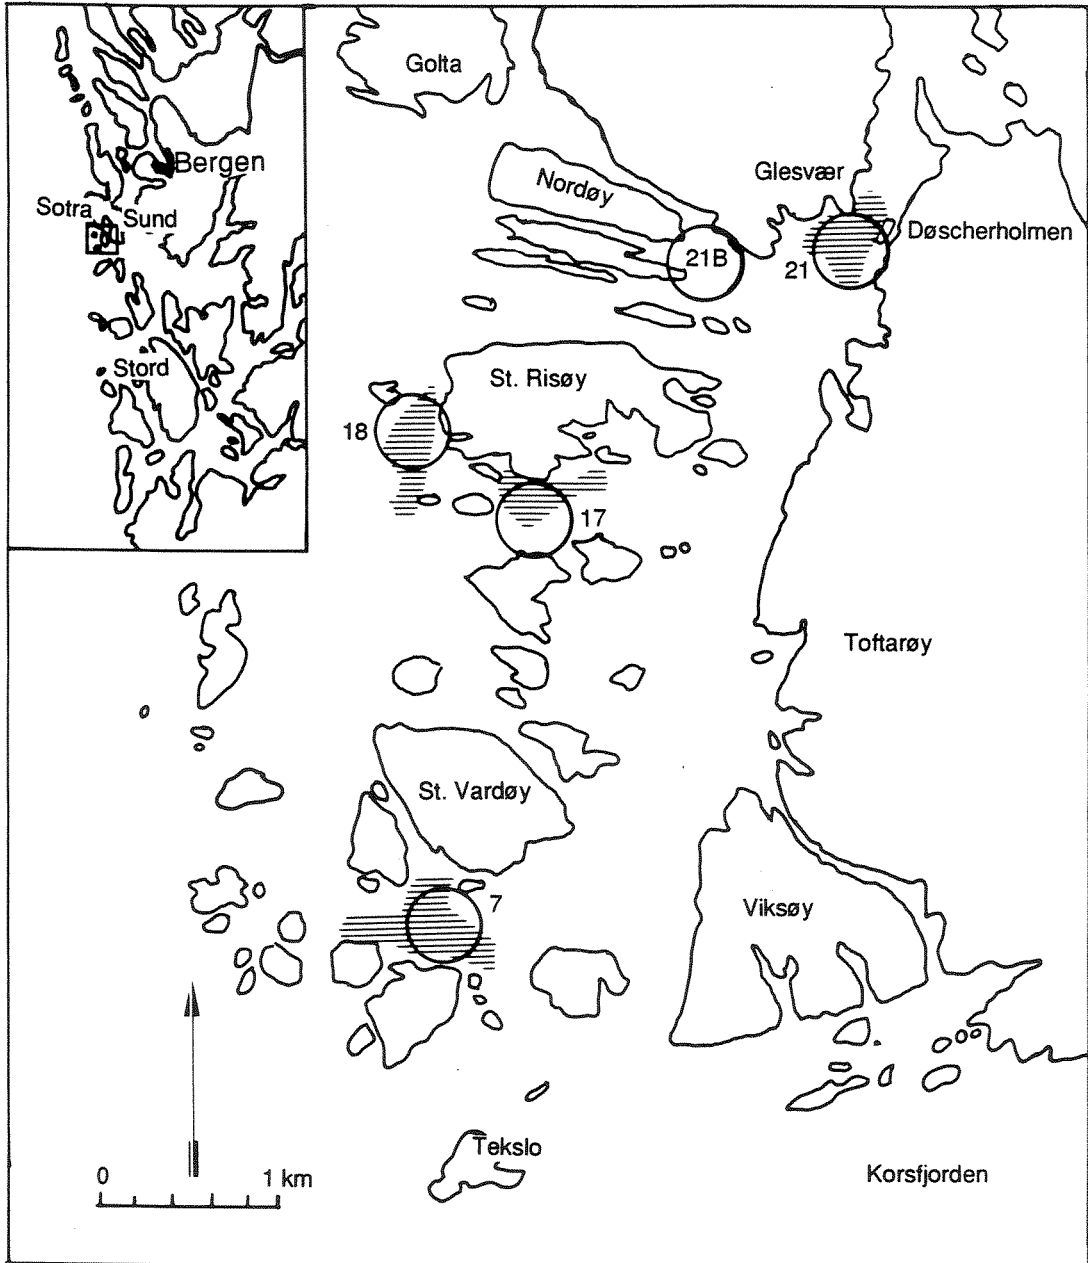 Golta
Bergen
Nordøy
Glesvær
Sotra
Sund
Døscherholmen
21B
21
Stord
St. Risøy
18
17
Toftarøy
St. Vardøy
7
Viksøy
Tekslo
0 1 km
Korsfjorden